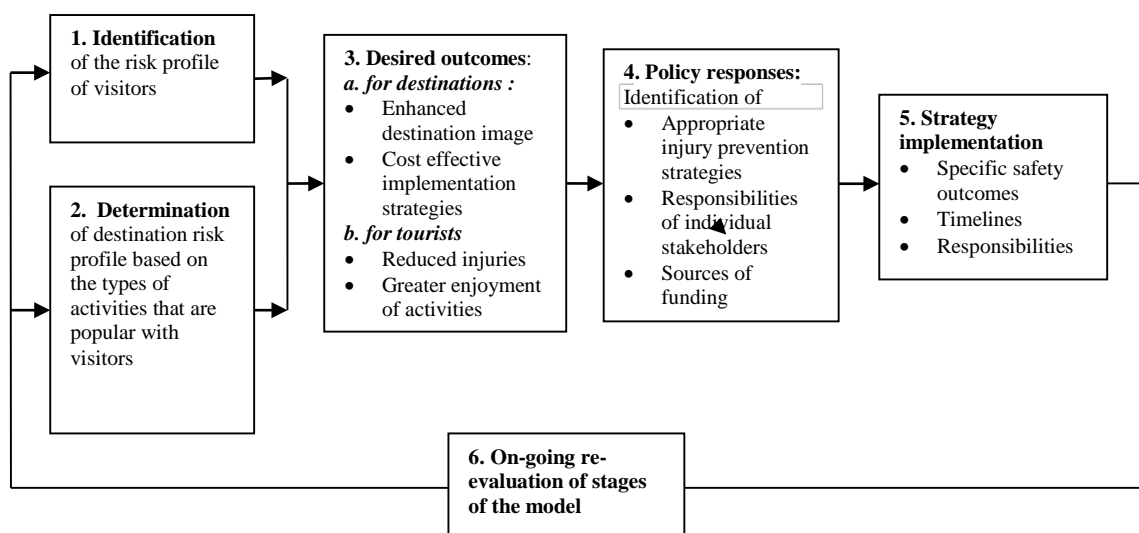 1. Identification
of the risk profile
of visitors
2. Determination
of destination risk
profile based on
the types of
activities that are
popular with
visitors
3. Desired outcomes:
a. for destinations :
• Enhanced
destination image
• Cost effective
implementation
strategies
b. for tourists
• Reduced injuries
• Greater enjoyment
of activities
4. Policy responses:
Identification of
• Appropriate
injury prevention
strategies
• Responsibilities
of individual
stakeholders
• Sources of
funding
5. Strategy
implementation
• Specific safety
outcomes
• Timelines
• Responsibilities
6. On-going re-
evaluation of stages
of the model